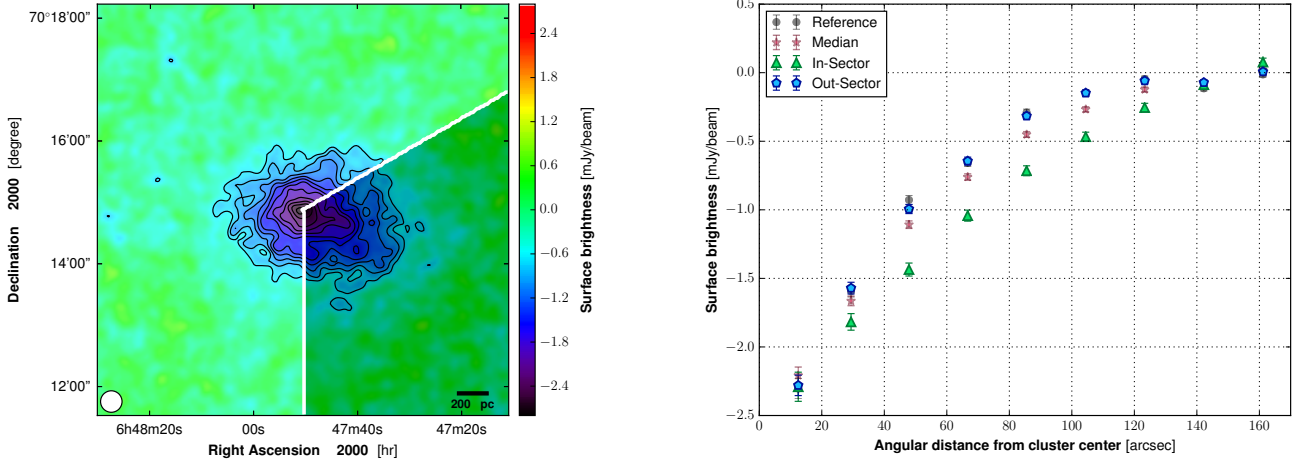 70°18'00”
16'00”
14'00”
12'00”
Declination 2000 [degree]
6h48m20s
00s
47m40s
47m20s
Right Ascension 2000 [hr]
200 pc
2.4
1.8
1.2
0.6
0.0
−0.6
−1.2
−1.8
−2.4
Surface brightness [mJy/beam]
Reference
Median
In-Sector
Out-Sector
0.5
0.0
−0.5
−1.0
−1.5
−2.0
−2.5
Surface brightness [mJy/beam]
0
20
40
60
80
100
120
140
160
180
Angular distance from cluster center [arcsec]